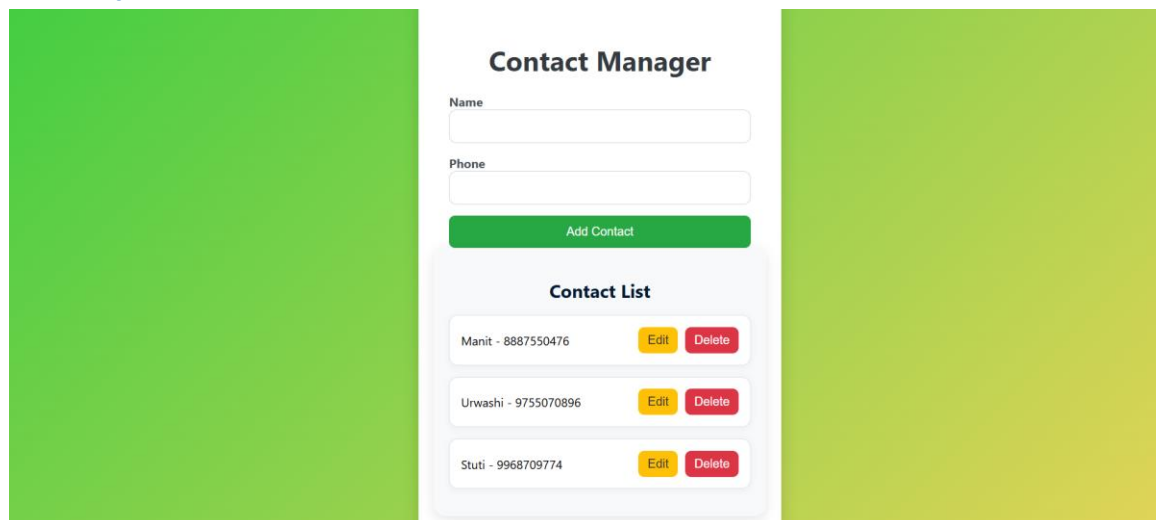 Contact Manager
Name
Phone
Add Contact
Contact List
Manit - 8887550476 Edit Delete
Urwashi - 9755070896 Edit Delete
Stuti - 9968709774 Edit Delete